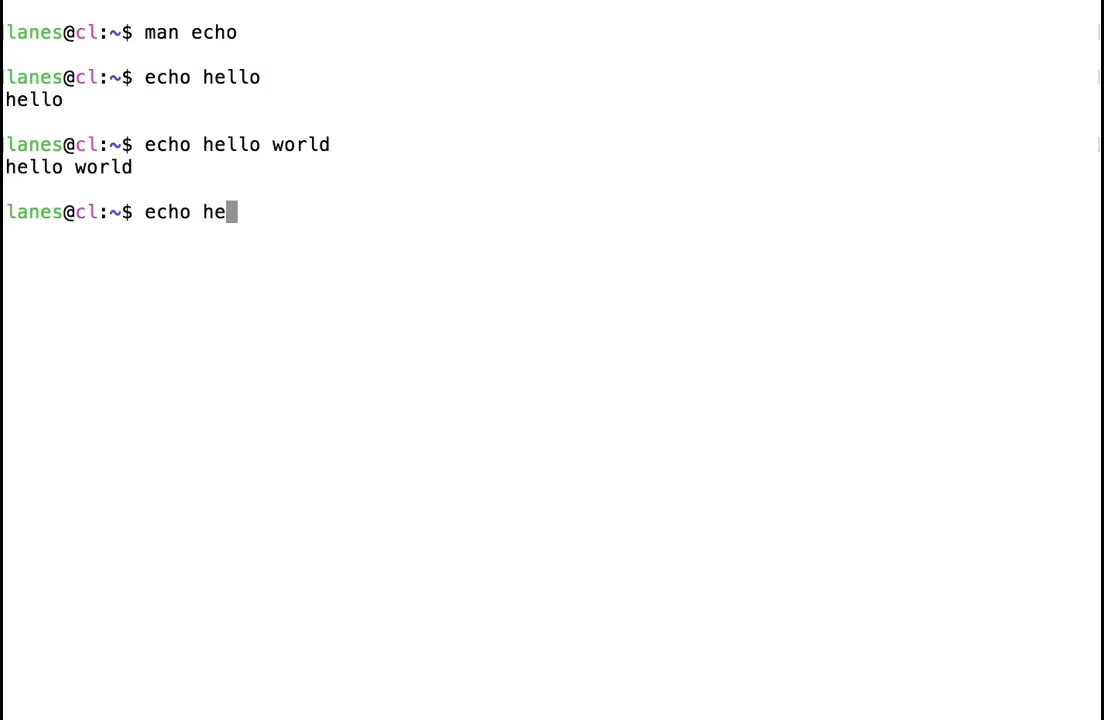 lanes@cl:~$ man echo
lanes@cl:~$ echo hello
hello
lanes@cl:~$ echo hello world
hello world
lanes@cl:~$ echo he